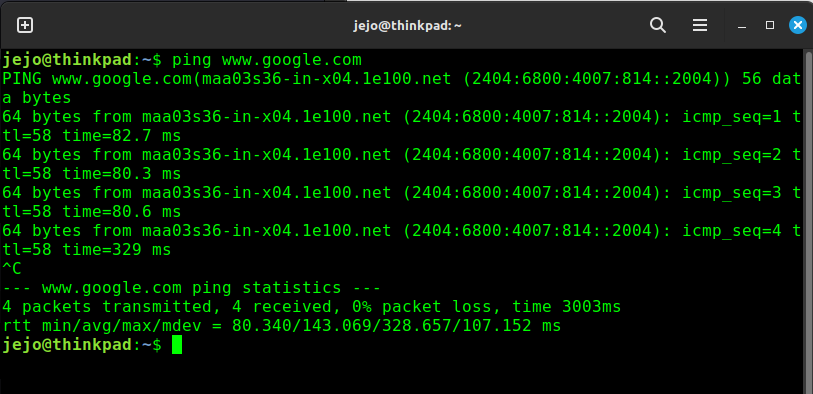 jejo@thinkpad: ~
jejo@thinkpad:~$ ping www.google.com
PING www.google.com(maa03s36-in-x04.1e100.net (2404:6800:4007:814::2004)) 56 dat
a bytes
64 bytes from maa03s36-in-x04.1e100.net (2404:6800:4007:814::2004): icmp_seq=1 t
tl=58 time=82.7 ms
64 bytes from maa03s36-in-x04.1e100.net (2404:6800:4007:814::2004): icmp_seq=2 t
tl=58 time=80.3 ms
64 bytes from maa03s36-in-x04.1e100.net (2404:6800:4007:814::2004): icmp_seq=3 t
tl=58 time=80.6 ms
64 bytes from maa03s36-in-x04.1e100.net (2404:6800:4007:814::2004): icmp_seq=4 t
tl=58 time=329 ms
^C
--- www.google.com ping statistics ---
4 packets transmitted, 4 received, 0% packet loss, time 3003ms
rtt min/avg/max/mdev = 80.340/143.069/328.657/107.152 ms
jejo@thinkpad:~$